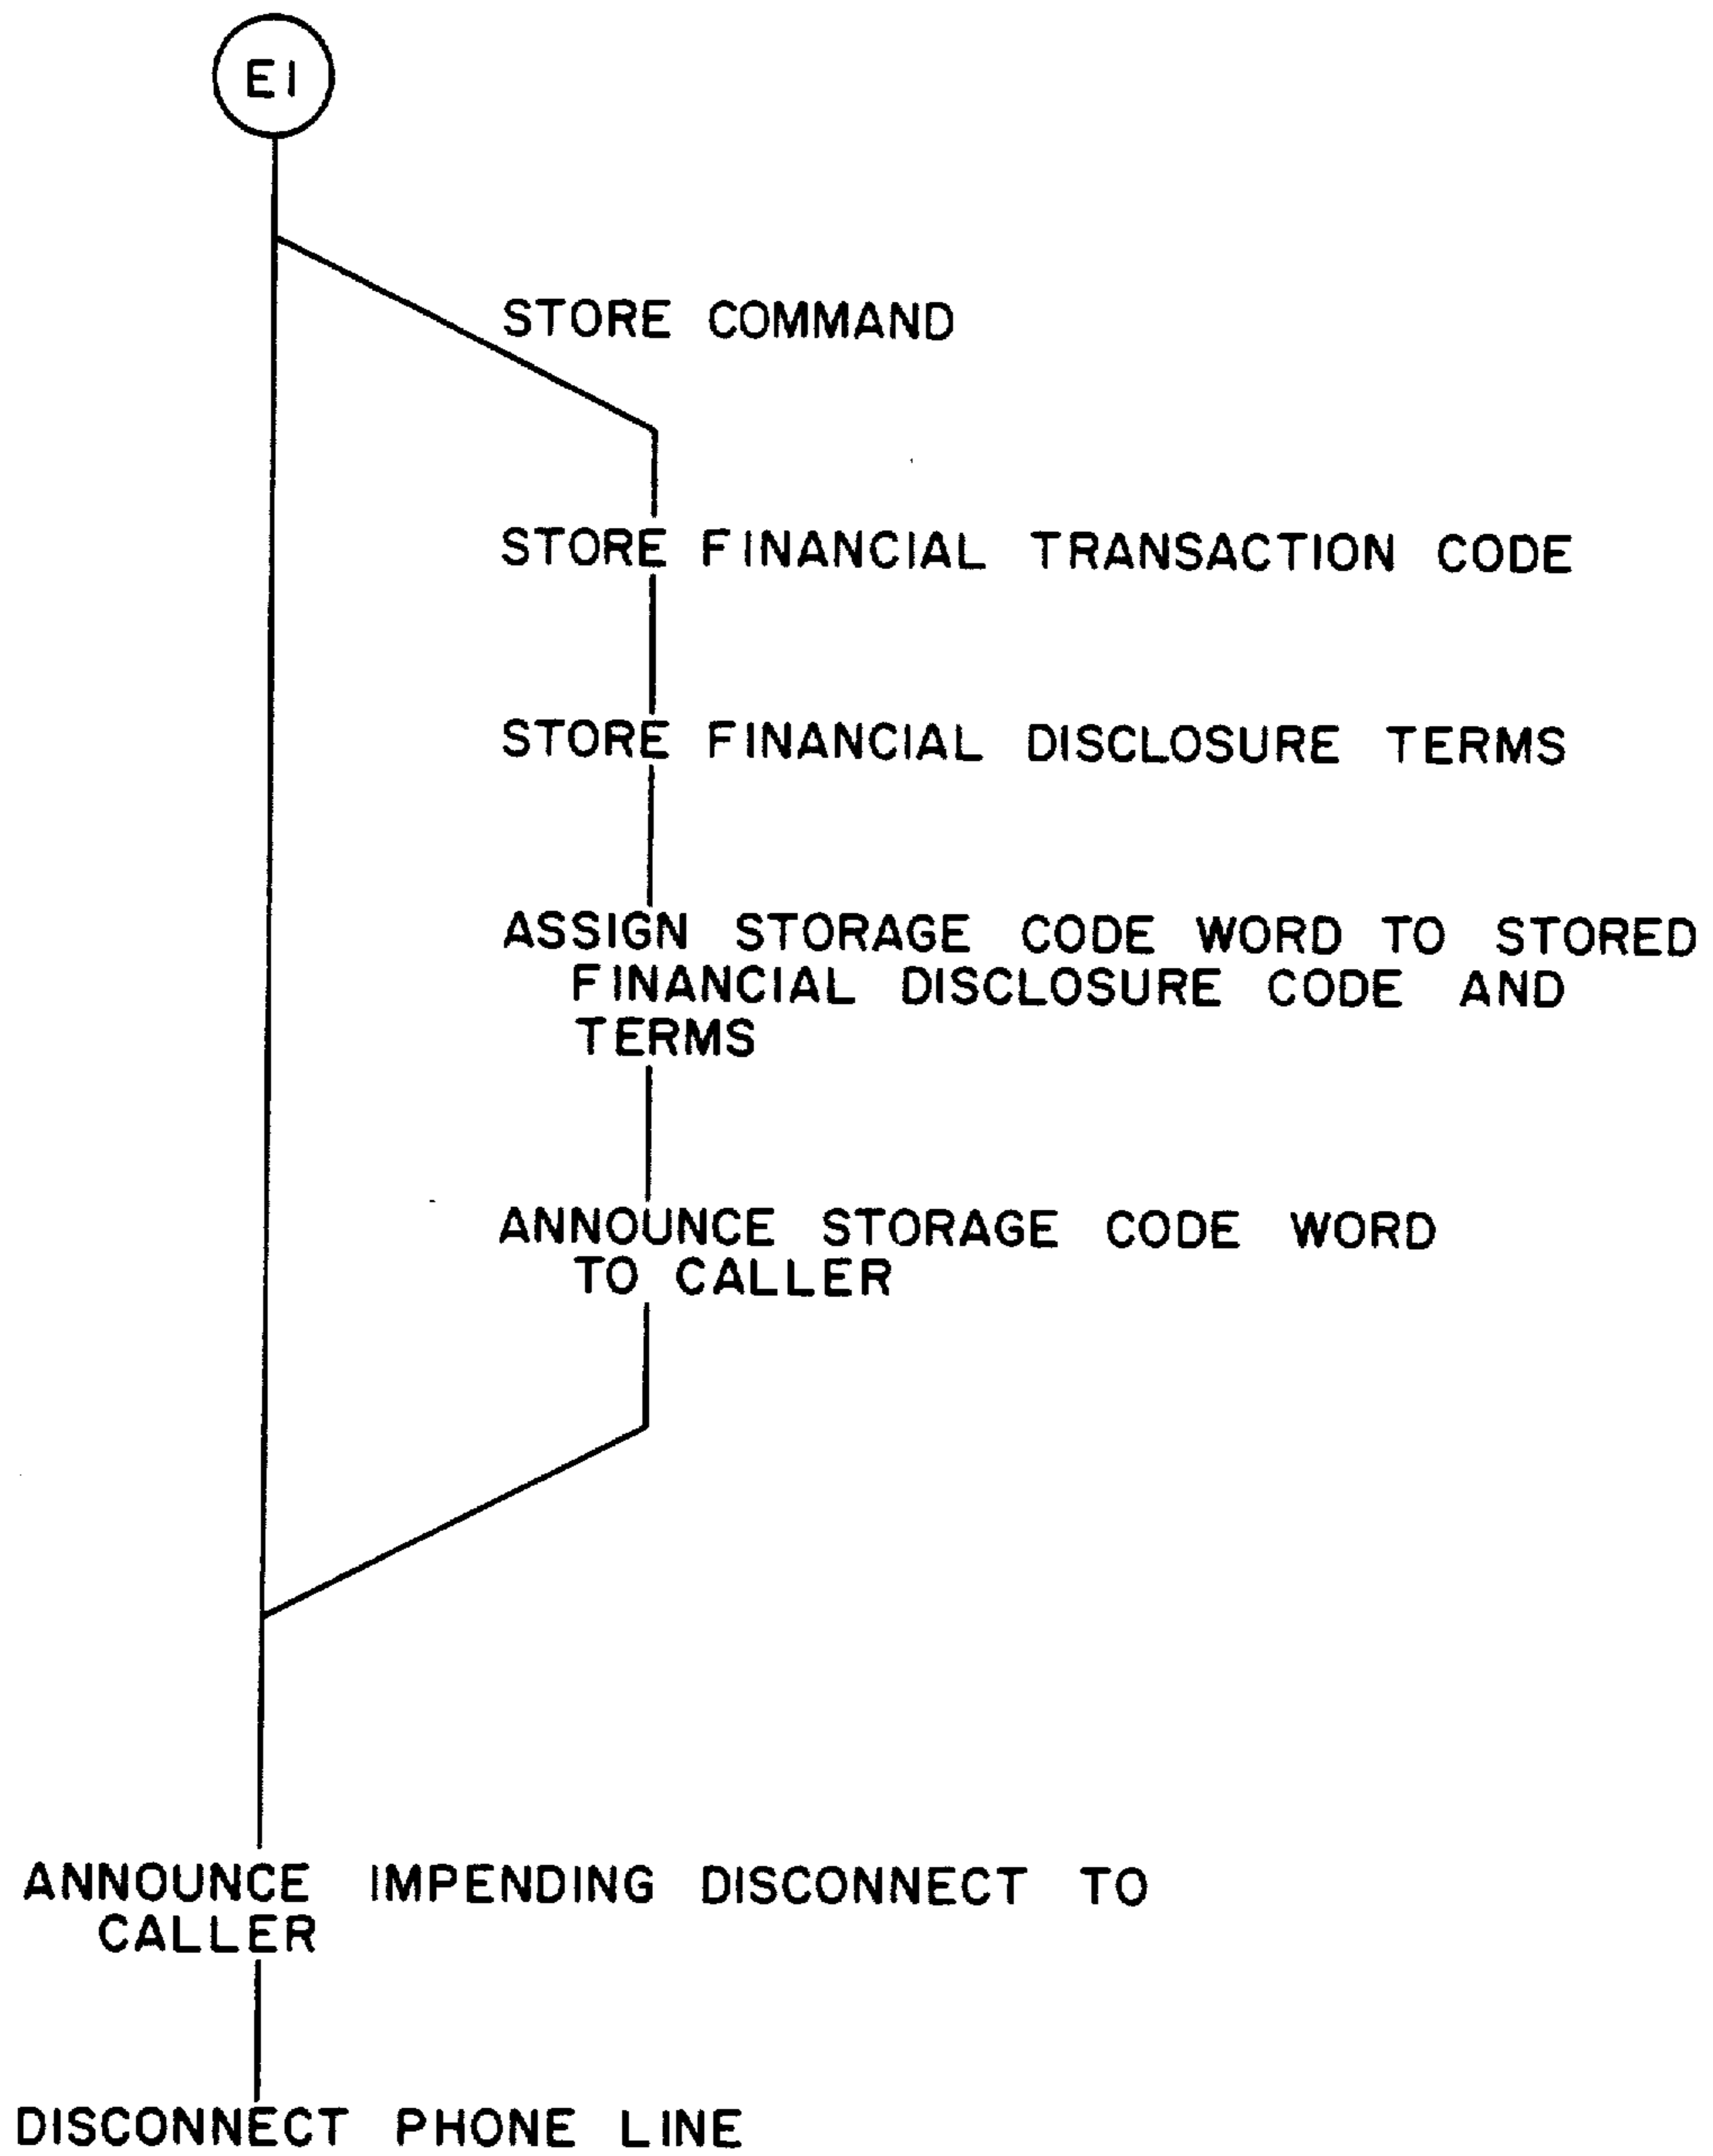 E1
STORE COMMAND
STORE FINANCIAL TRANSACTION CODE
STORE FINANCIAL DISCLOSURE TERMS
ASSIGN STORAGE CODE WORD TO STORED
FINANCIAL DISCLOSURE CODE AND
TERMS
ANNOUNCE STORAGE CODE WORD
TO CALLER
ANNOUNCE IMPENDING DISCONNECT TO
CALLER
DISCONNECT PHONE LINE